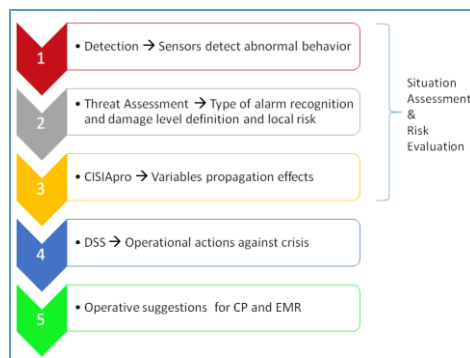 1
• Detection → Sensors detect abnormal behavior
2
• Threat Assessment → Type of alarm recognition
and damage level definition and local risk
3
• CISIApro → Variables propagation effects
4
• DSS → Operational actions against crisis
5
• Operative suggestions for CP and EMR
Situation
Assessment
&
Risk
Evaluation